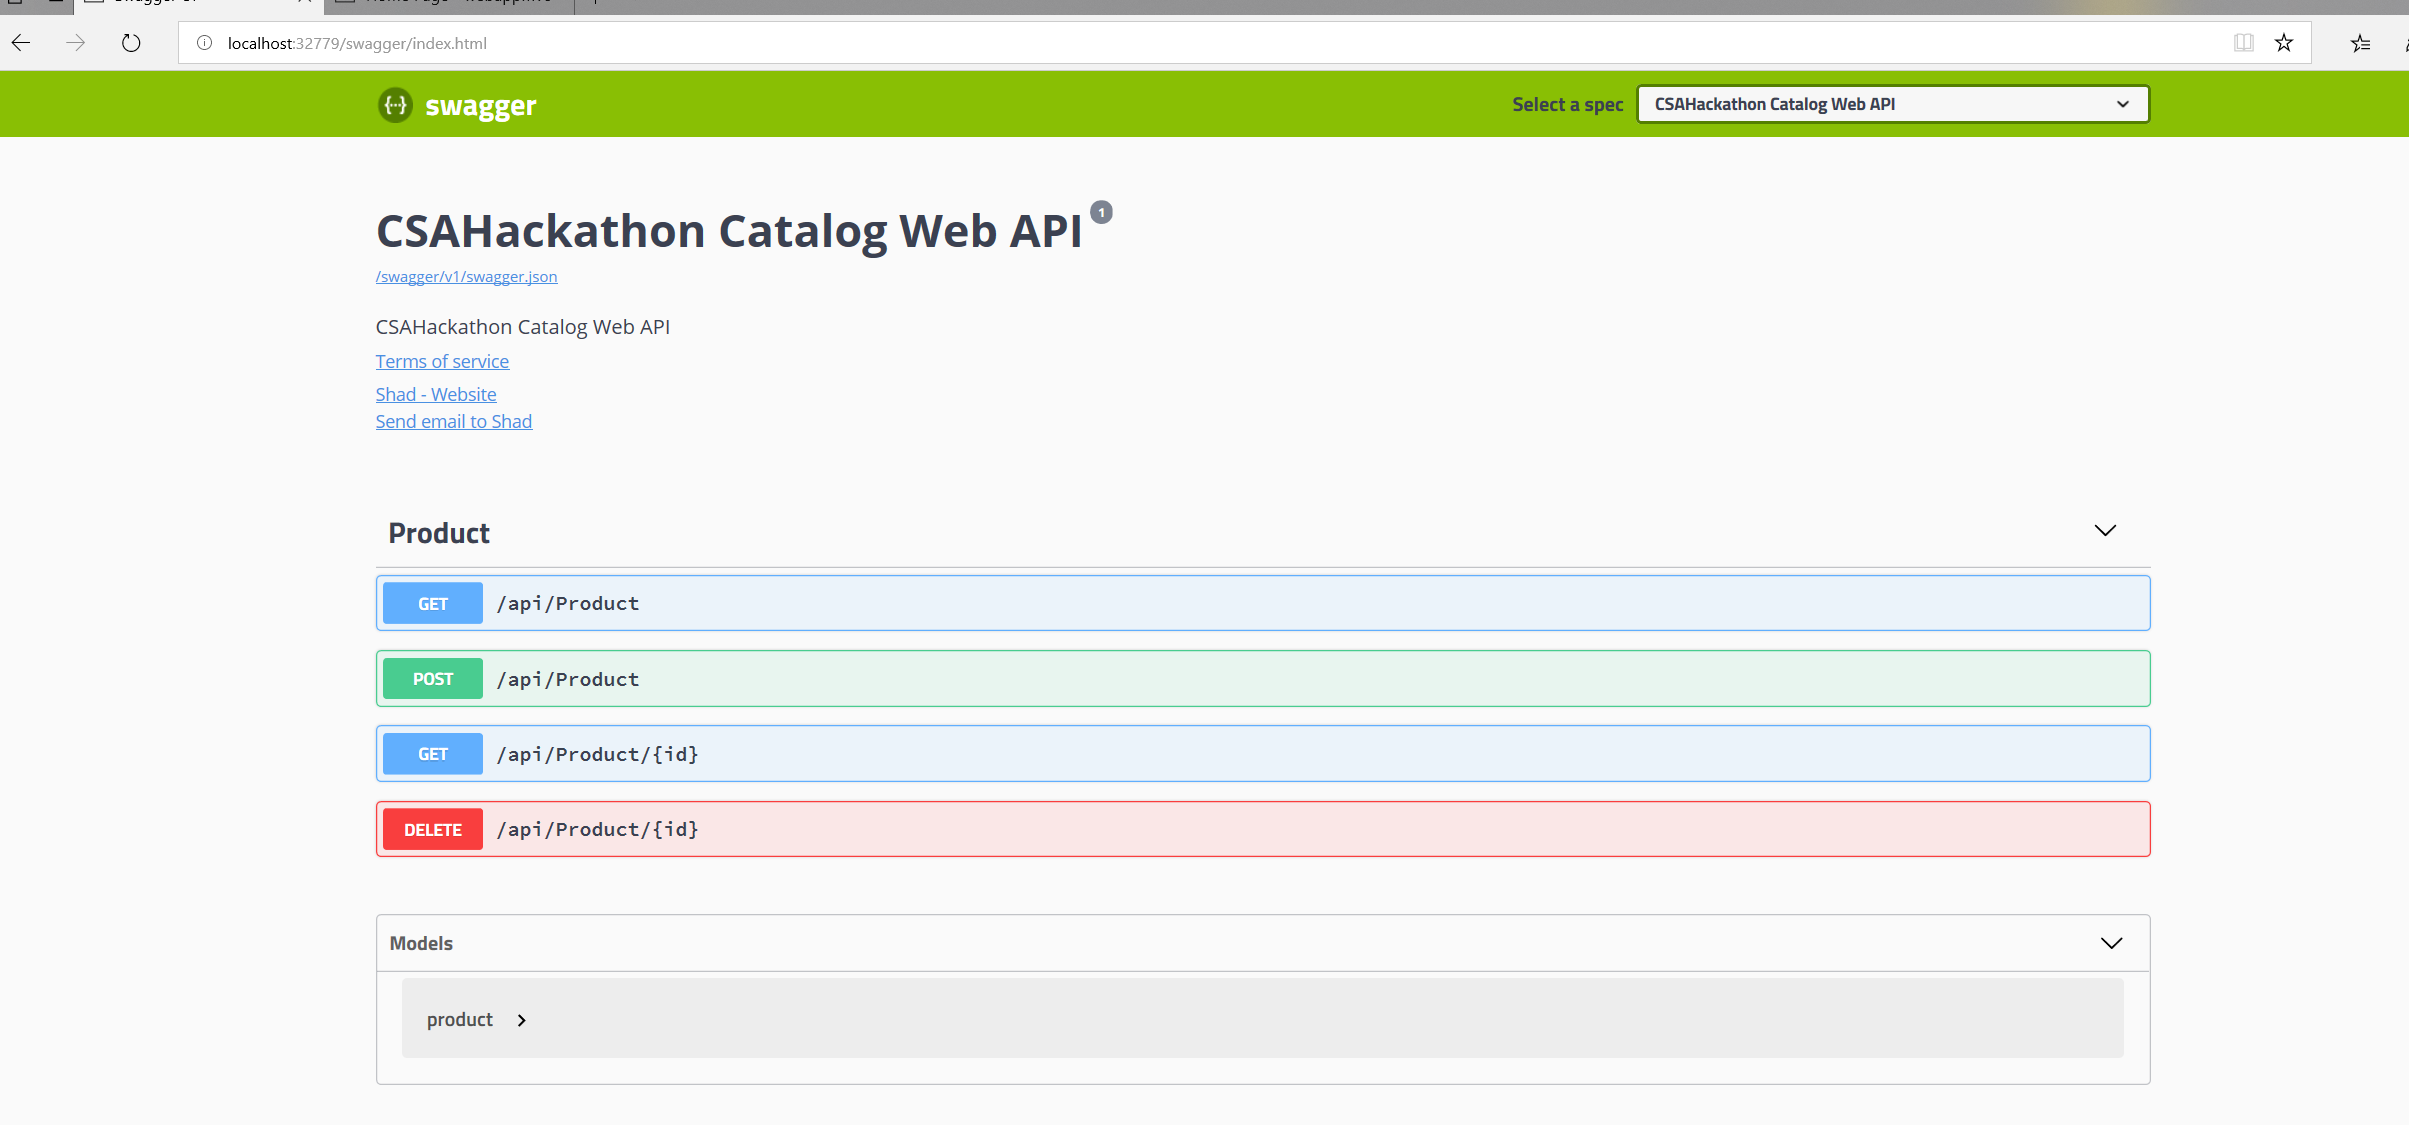 localhost:32779/swagger/index.html
{···} swagger
Select a spec
CSAHackathon Catalog Web API
CSAHackathon Catalog Web API 1
/swagger/v1/swagger.json
CSAHackathon Catalog Web API
Terms of service
Shad - Website
Send email to Shad
Product
GET /api/Product
POST /api/Product
GET /api/Product/{id}
DELETE /api/Product/{id}
Models
product